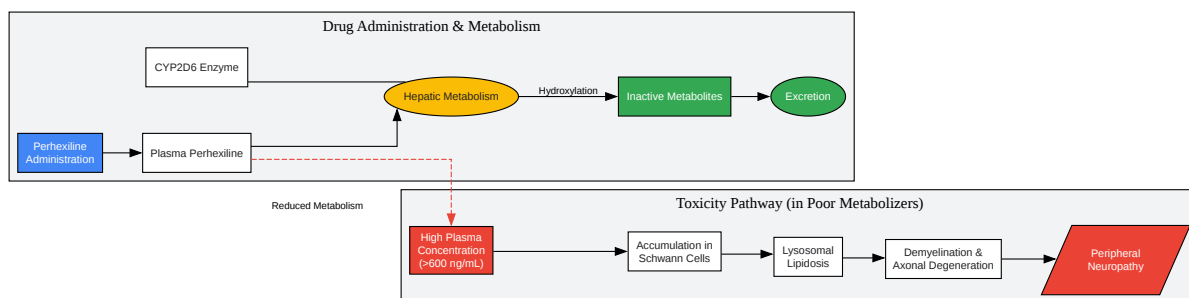 Drug Administration & Metabolism
CYP2D6 Enzyme
Hepatic Metabolism
Hydroxylation
Inactive Metabolites
Excretion
Perhexiline
Administration
Plasma Perhexiline
Reduced Metabolism
Toxicity Pathway (in Poor Metabolizers)
High Plasma
Concentration
(>600 ng/mL)
Accumulation in
Schwann Cells
Lysosomal
Lipidosis
Demyelination &
Axonal Degeneration
Peripheral
Neuropathy